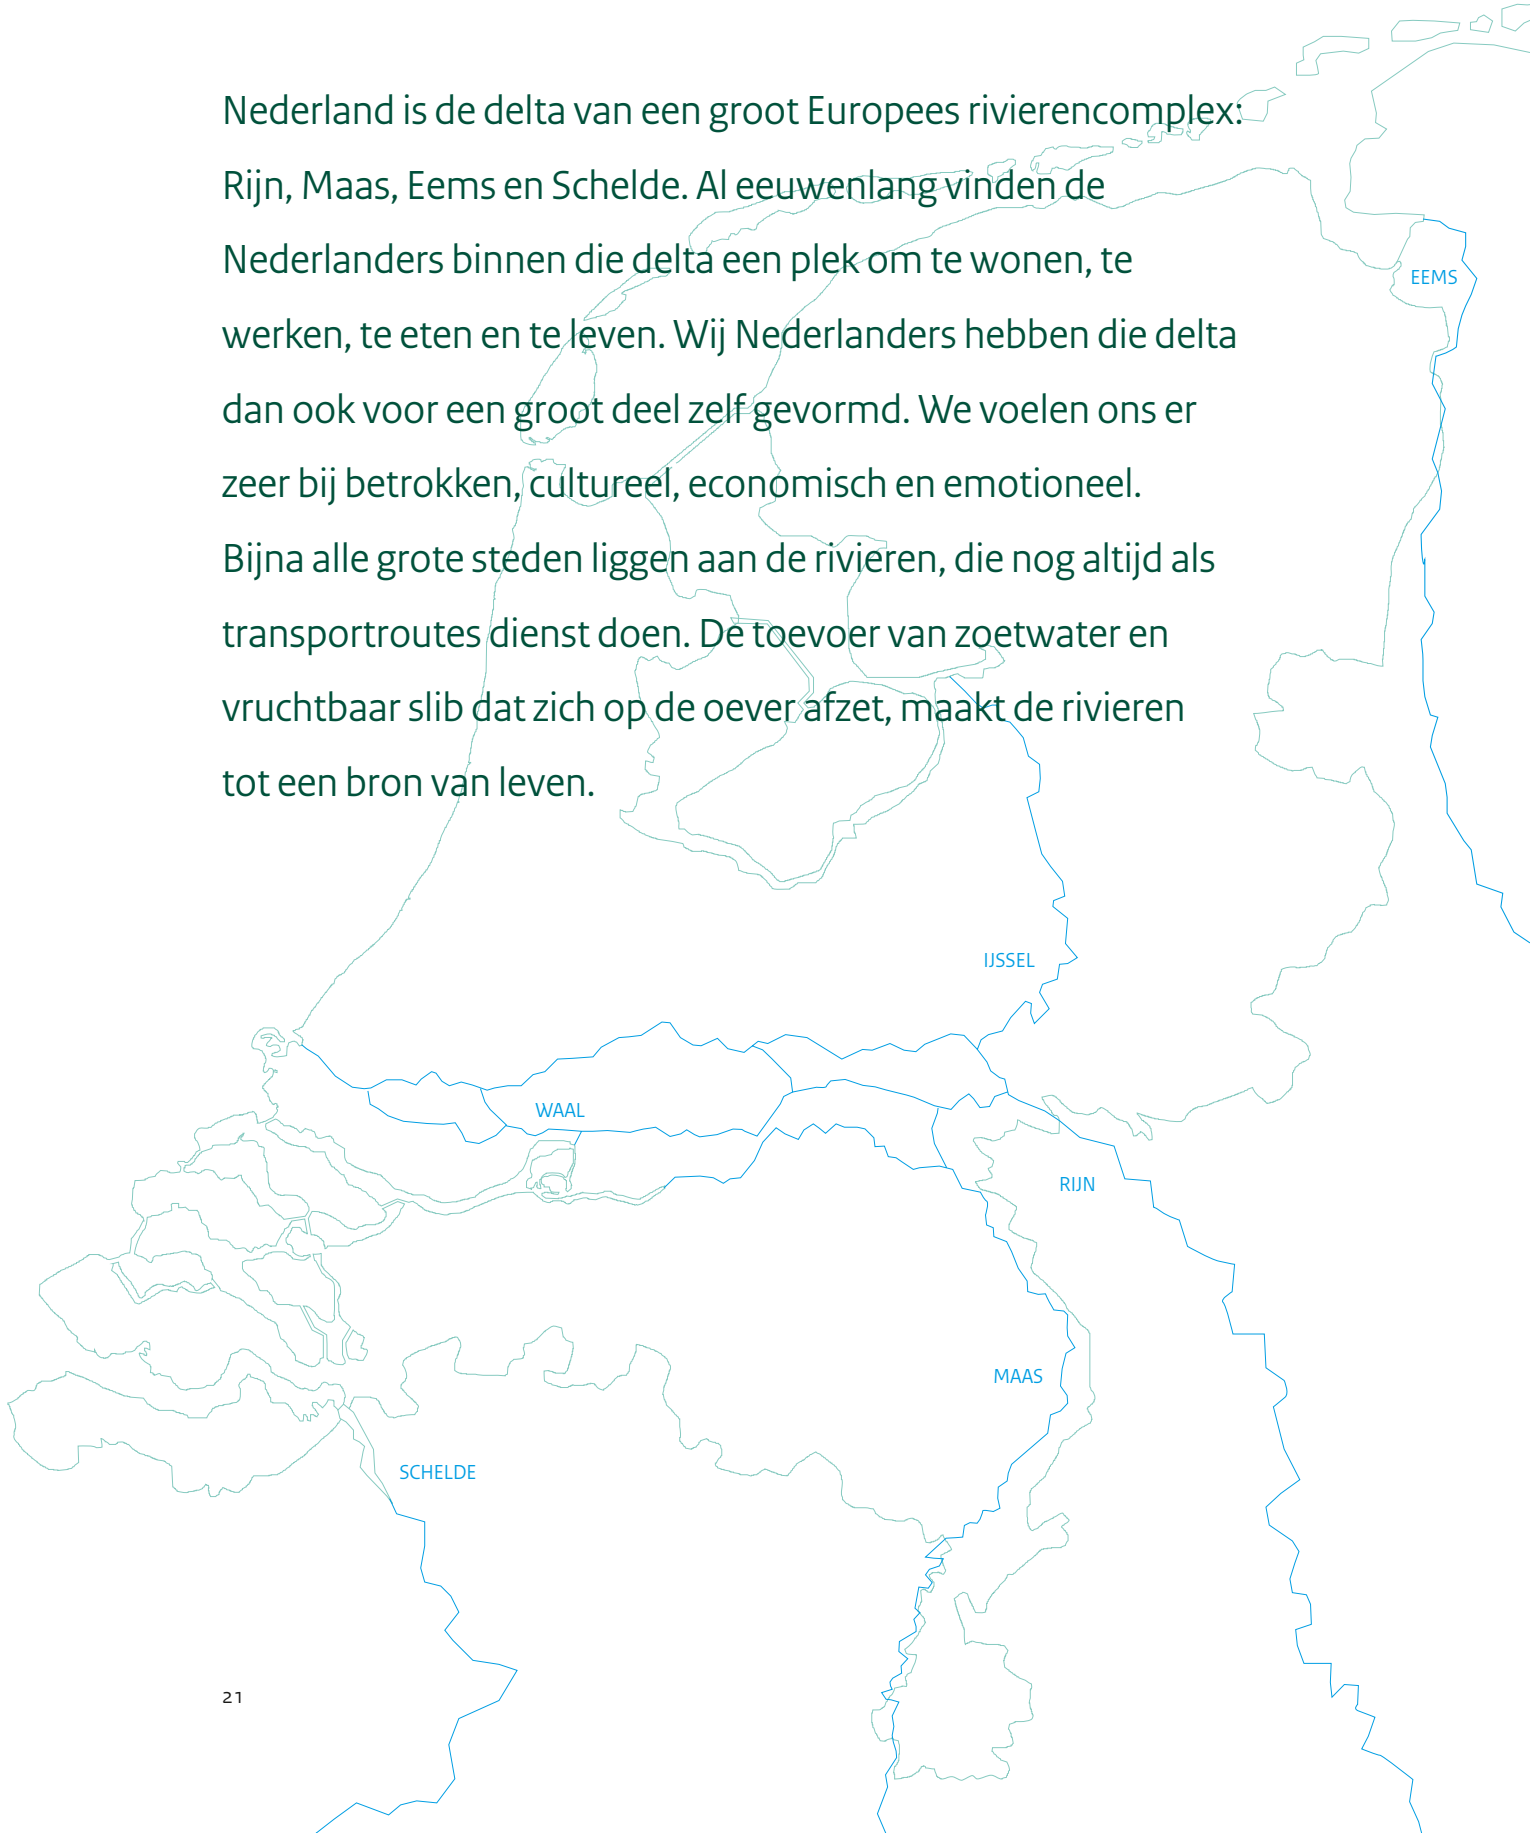 Nederland is de delta van een groot Europees rivierencomplex:
Rijn, Maas, Eems en Schelde. Al eeuwenlang vinden de
Nederlanders binnen die delta een plek om te wonen, te
werken, te eten en te leven. Wij Nederlanders hebben die delta
dan ook voor een groot deel zelf gevormd. We voelen ons er
zeer bij betrokken, cultureel, economisch en emotioneel.
Bijna alle grote steden liggen aan de rivieren, die nog altijd als
transportroutes dienst doen. De toevoer van zoetwater en
vruchtbaar slib dat zich op de oever afzet, maakt de rivieren
tot een bron van leven.
EEMS
IJSSEL
WAAL
RIJN
MAAS
SCHELDE
21